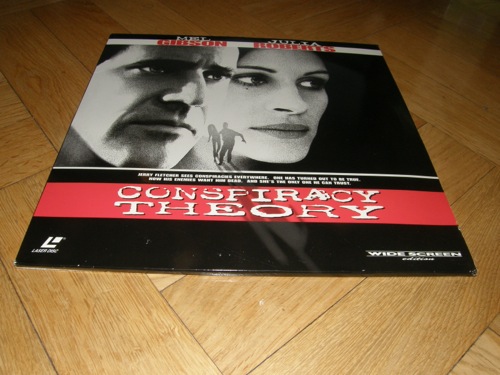 MEL JULIA
GIBSON ROBERTS
JERRY FLETCHER SEES CONSPIRACIES EVERYWHERE. ONE HAS TURNED OUT TO BE TRUE.
NOW HIS ENEMIES WANT HIM DEAD. AND SHE'S THE ONLY ONE HE CAN TRUST.
CONSPIRACY
THEORY
LASER DISC
WIDE SCREEN
edition